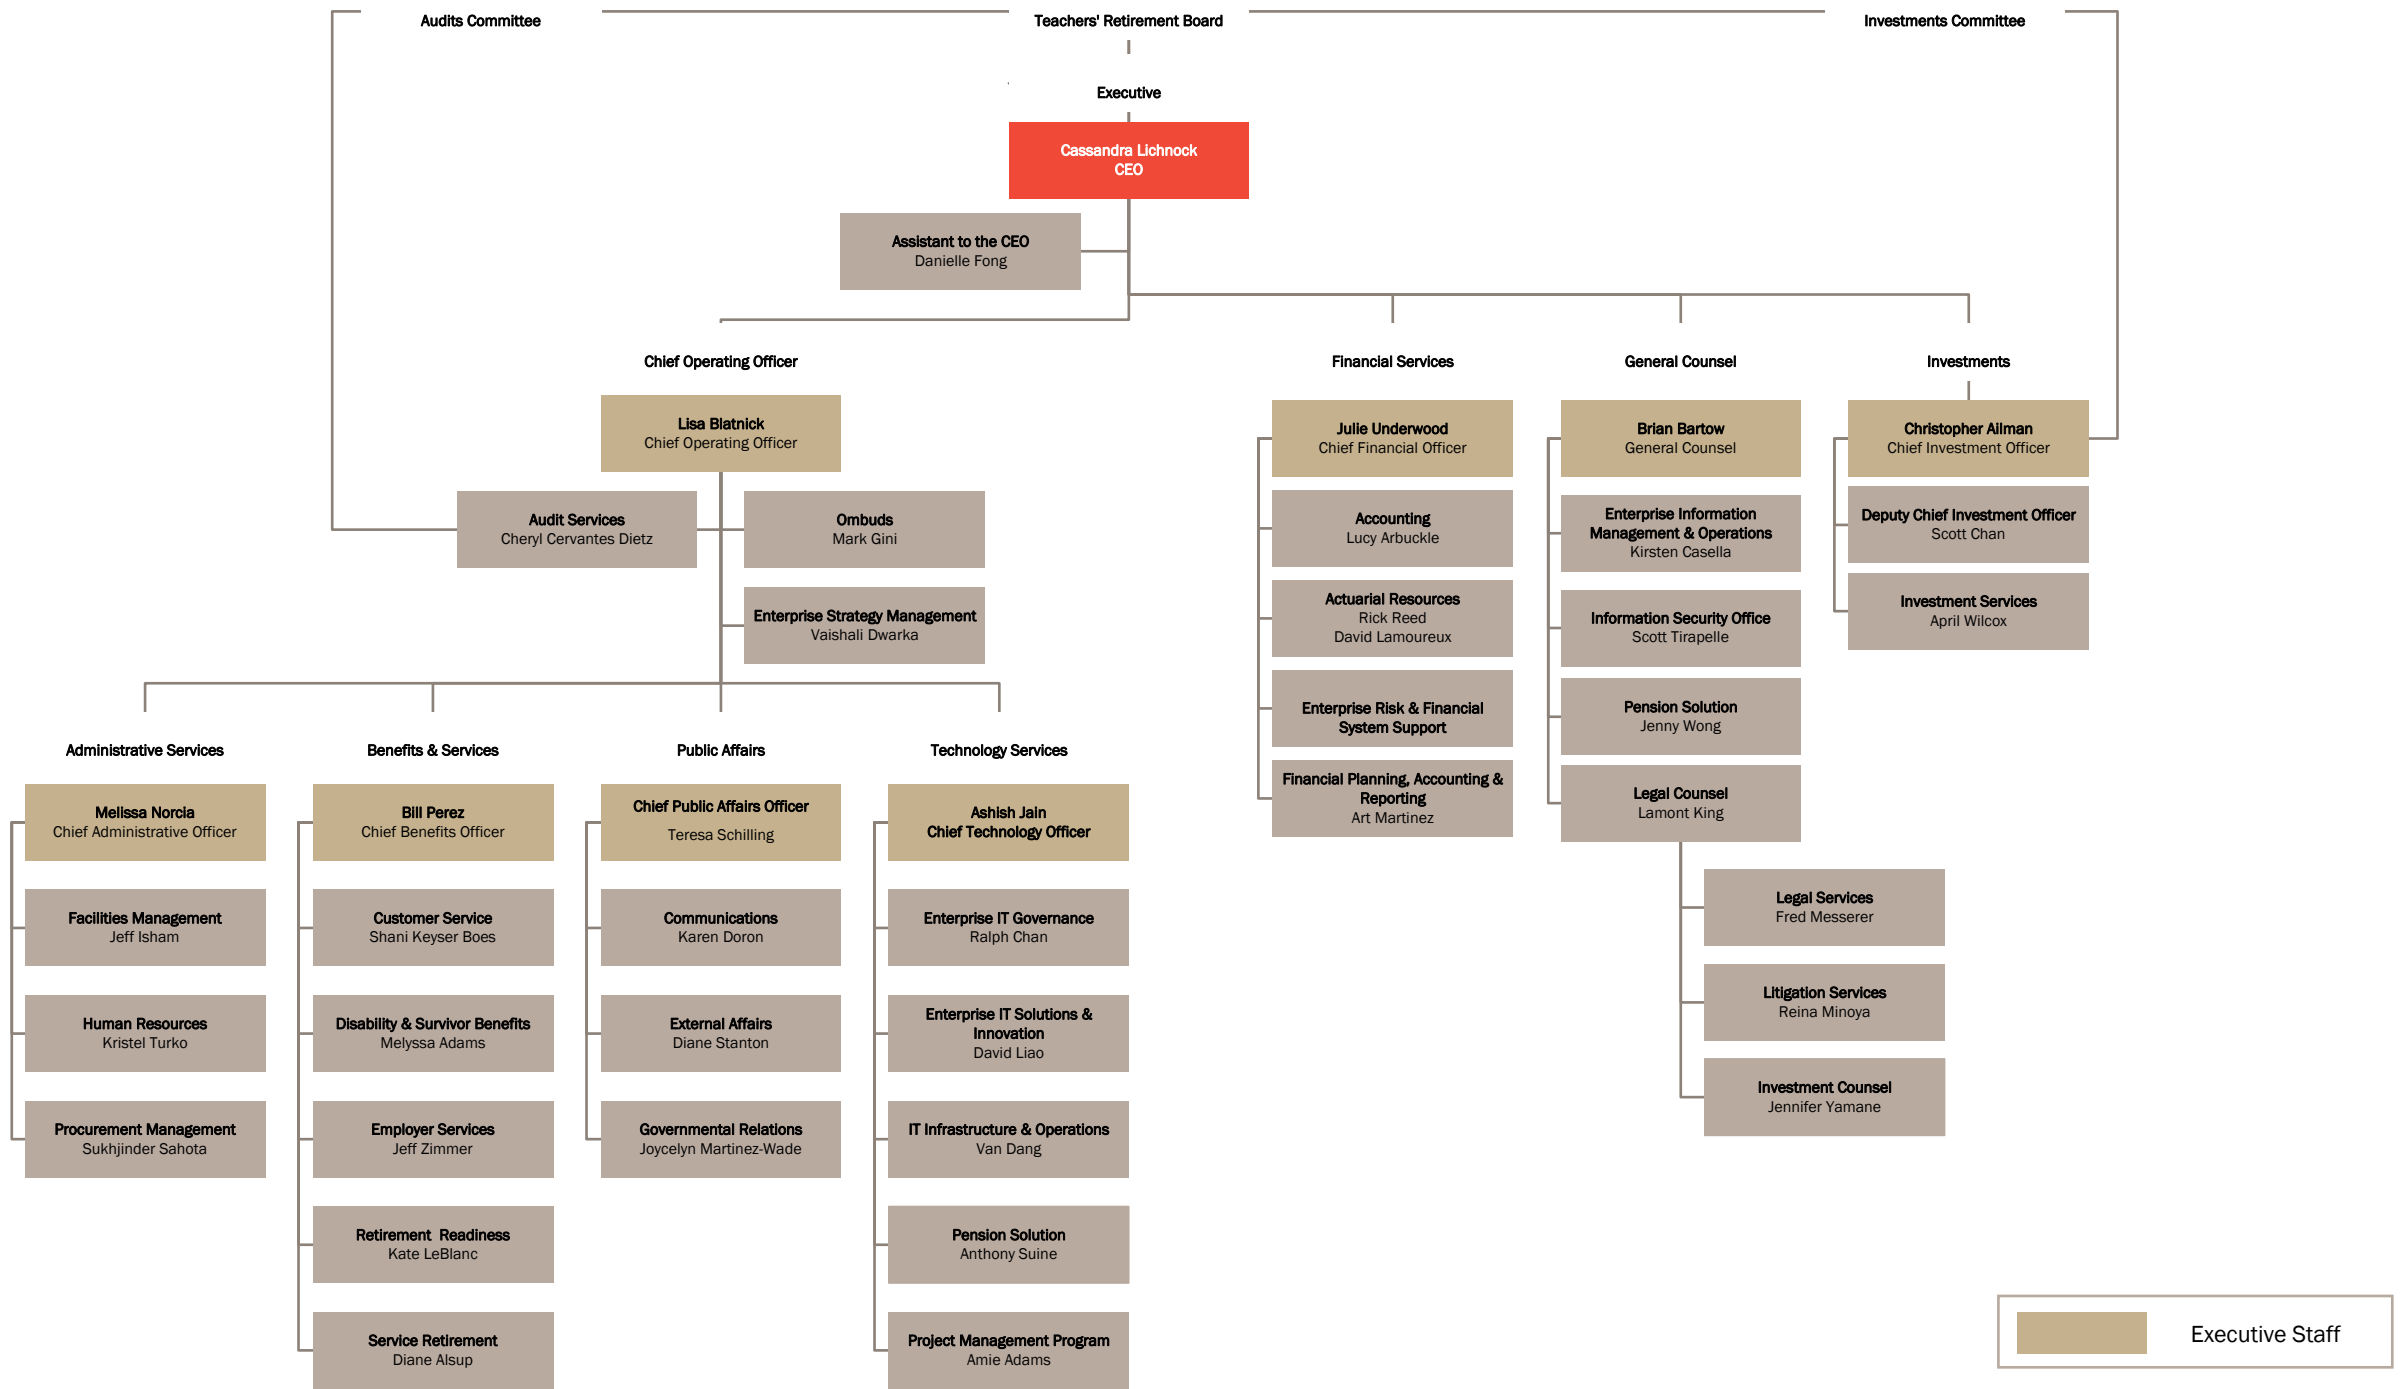 Audits Committee
Teachers' Retirement Board
Investments Committee
Executive
Cassandra Lichnock
CEO
Assistant to the CEO
Danielle Fong
Chief Operating Officer
Financial Services
General Counsel
Investments
Lisa Blatnick
Chief Operating Officer
Audit Services
Cheryl Cervantes Dietz
Ombuds
Mark Gini
Enterprise Strategy Management
Vaishali Dwarka
Julie Underwood
Chief Financial Officer
Accounting
Lucy Arbuckle
Actuarial Resources
Rick Reed
David Lamoureux
Enterprise Risk & Financial
System Support
Financial Planning, Accounting &
Reporting
Art Martinez
Brian Bartow
General Counsel
Enterprise Information
Management & Operations
Kirsten Casella
Information Security Office
Scott Tirapelle
Pension Solution
Jenny Wong
Legal Counsel
Lamont King
Legal Services
Fred Messerer
Litigation Services
Reina Minoya
Investment Counsel
Jennifer Yamane
Christopher Ailman
Chief Investment Officer
Deputy Chief Investment Officer
Scott Chan
Investment Services
April Wilcox
Administrative Services
Melissa Norcia
Chief Administrative Officer
Facilities Management
Jeff Isham
Human Resources
Kristel Turko
Procurement Management
Sukhjinder Sahota
Benefits & Services
Bill Perez
Chief Benefits Officer
Customer Service
Shani Keyser Boes
Disability & Survivor Benefits
Melyssa Adams
Employer Services
Jeff Zimmer
Retirement Readiness
Kate LeBlanc
Service Retirement
Diane Alsup
Public Affairs
Chief Public Affairs Officer
Teresa Schilling
Communications
Karen Doron
External Affairs
Diane Stanton
Governmental Relations
Joycelyn Martinez-Wade
Technology Services
Ashish Jain
Chief Technology Officer
Enterprise IT Governance
Ralph Chan
Enterprise IT Solutions &
Innovation
David Liao
IT Infrastructure & Operations
Van Dang
Pension Solution
Anthony Suine
Project Management Program
Amie Adams
Executive Staff